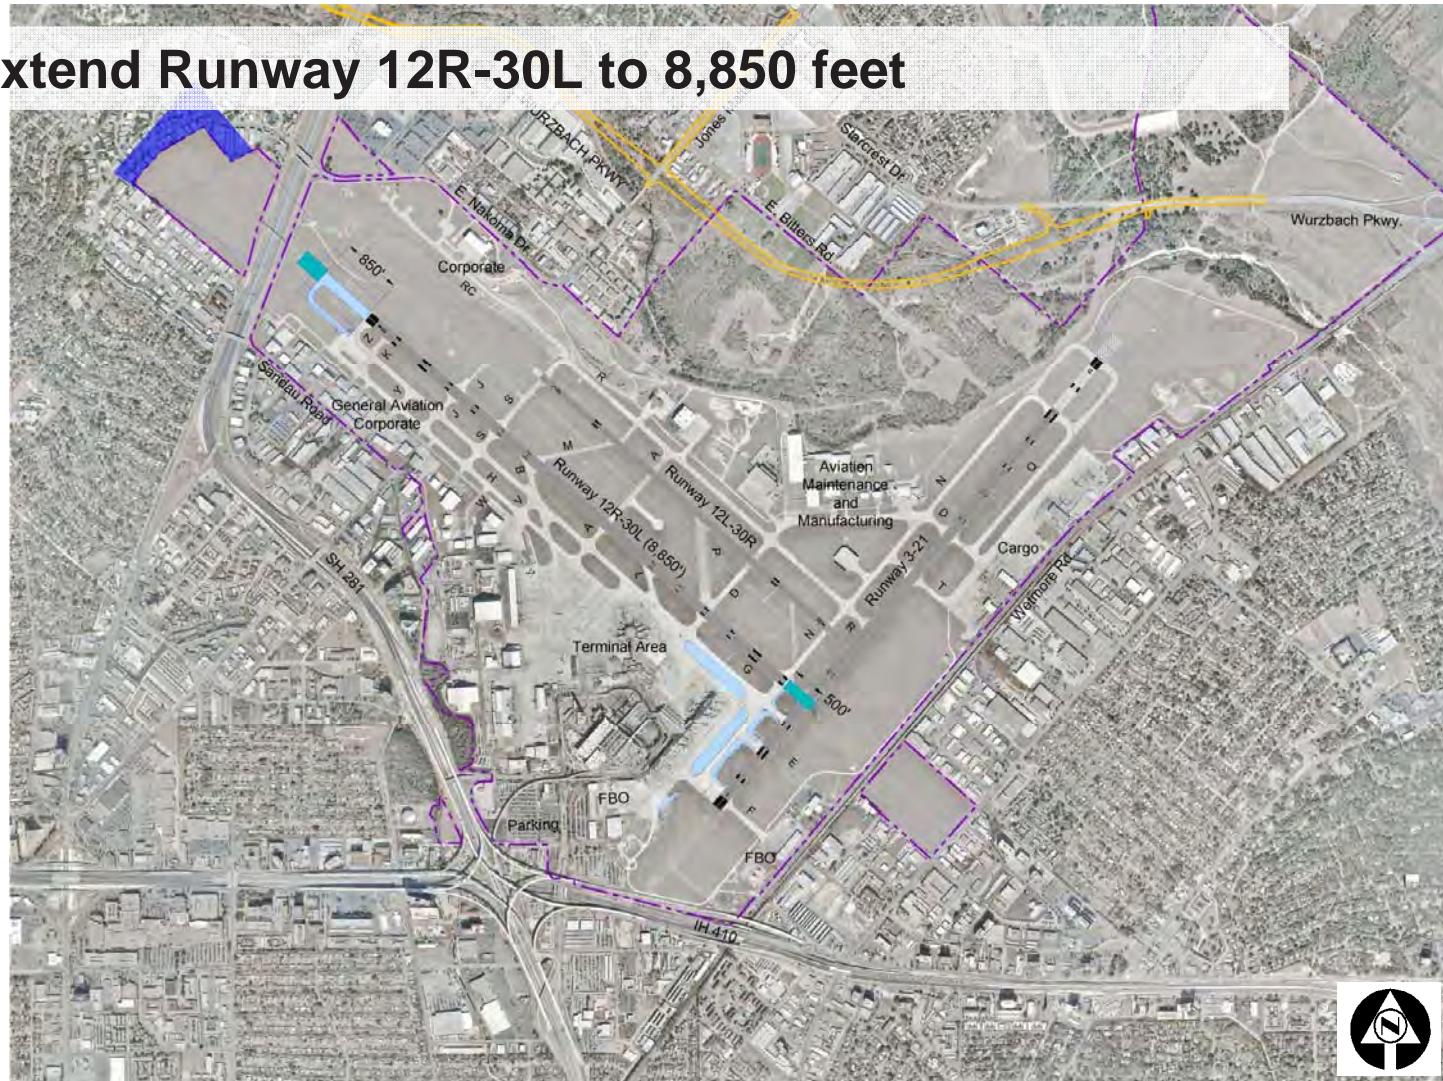 xtend Runway 12R-30L to 8,850 feet
WURZBACH PKWY
Jones
Starcrest Dr.
E. Nakoma Dr.
E. Bitters Rd
Wurzbach Pkwy.
850'
Corporate
RC
Z
K
Y
J
J
S
R
Sandau Road
General Aviation
Corporate
S
M
B
H
V
W
A
A
Runway 12R-30L (8,850')
Runway 12L-30R
Aviation
Maintenance
and
Manufacturing
N
Q
D
Cargo
Runway 3-21
T
Wetmore Rd
SH 281
P
L
D
N
R
Terminal Area
G
500'
E
F
FBO
Parking
FBO
IH 410
N